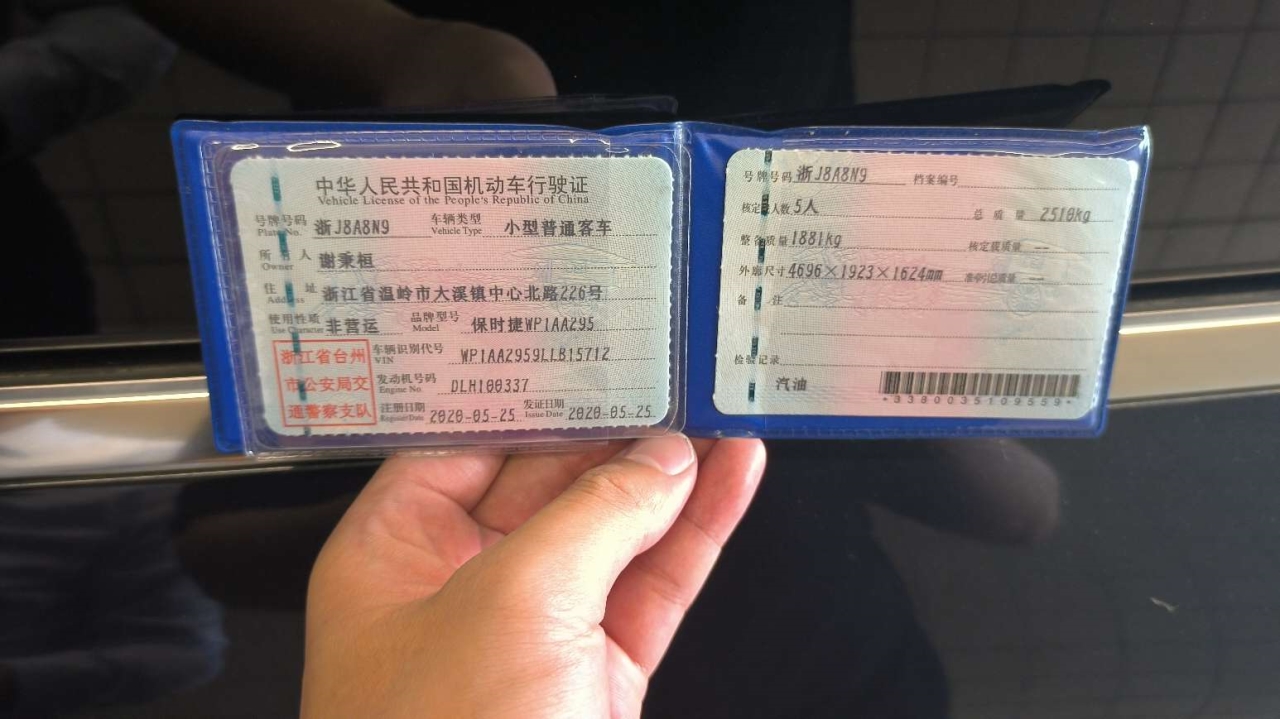 中华人民共和国机动车行驶证
Vehicle License of the People's Republic of China
号牌号码 浙J8A8N9 车辆类型 小型普通客车
Plate No. Vehicle Type
所有人 谢秉桓
Owner
住址 浙江省温岭市大溪镇中心北路226号
Address
使用性质 非营运 品牌型号 保时捷WP1AA295
Use Character Model
浙江省台州
市公安局交
通警察支队
车辆识别代号 WP1AA2959LLB15712
VIN
发动机号码 DLH100337
Engine No.
注册日期 2020-05-25 发证日期 2020-05-25
Register Date Issue Date
号牌号码 浙J8A8N9 档案编号
核定载人数 5人 总质量 2510kg
整备质量 1881kg 核定载质量 --
外廓尺寸 4696×1923×1624mm 准牵引总质量 --
备注
检验记录
汽油
*3380035109559*